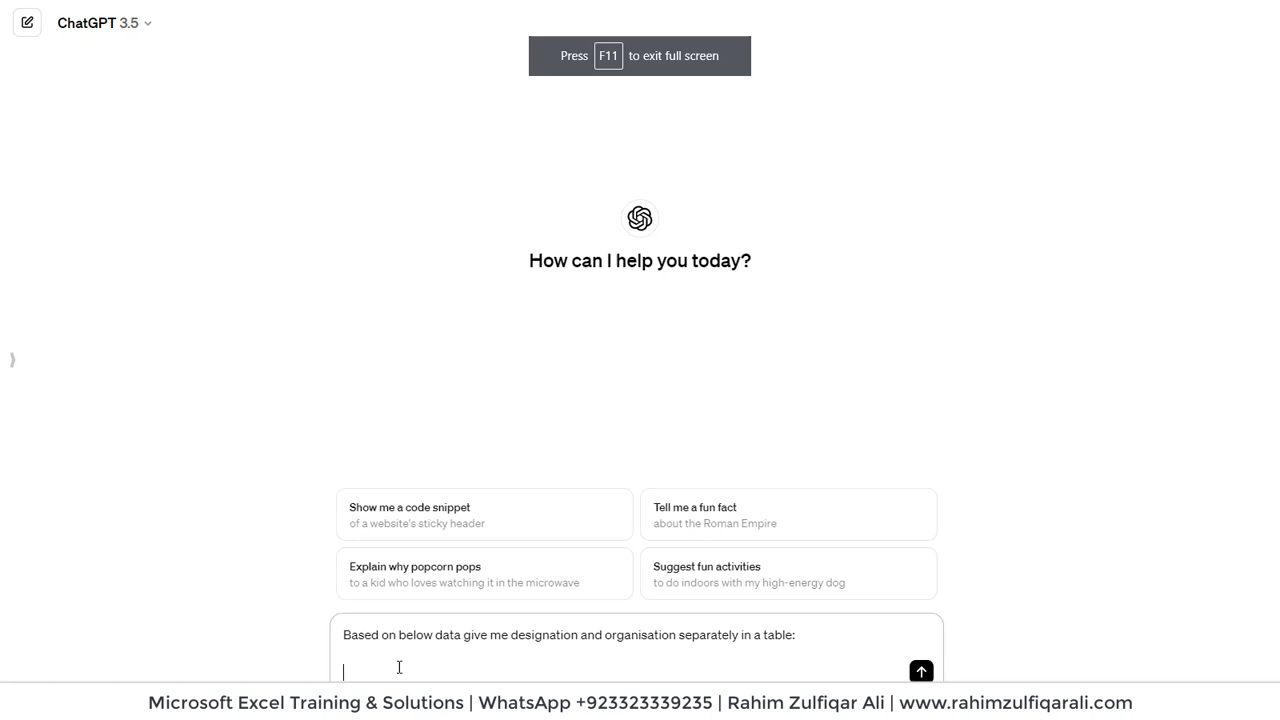 ChatGPT 3.5
Press F11 to exit full screen
How can I help you today?
Show me a code snippet
of a website's sticky header
Tell me a fun fact
about the Roman Empire
Explain why popcorn pops
to a kid who loves watching it in the microwave
Suggest fun activities
to do indoors with my high-energy dog
Based on below data give me designation and organisation separately in a table:
Microsoft Excel Training & Solutions | WhatsApp +923323339235 | Rahim Zulfiqar Ali | www.rahimzulfiqarali.com